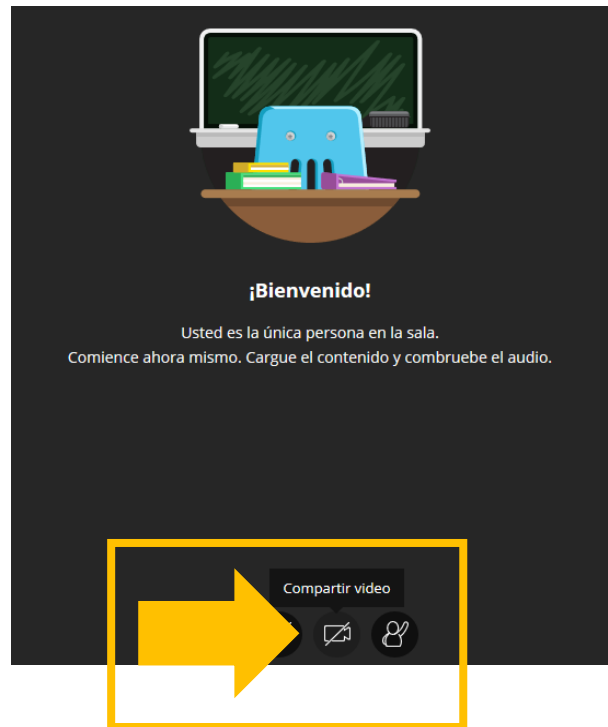 ¡Bienvenido!
Usted es la única persona en la sala.
Comience ahora mismo. Cargue el contenido y combruebe el audio.
Compartir video